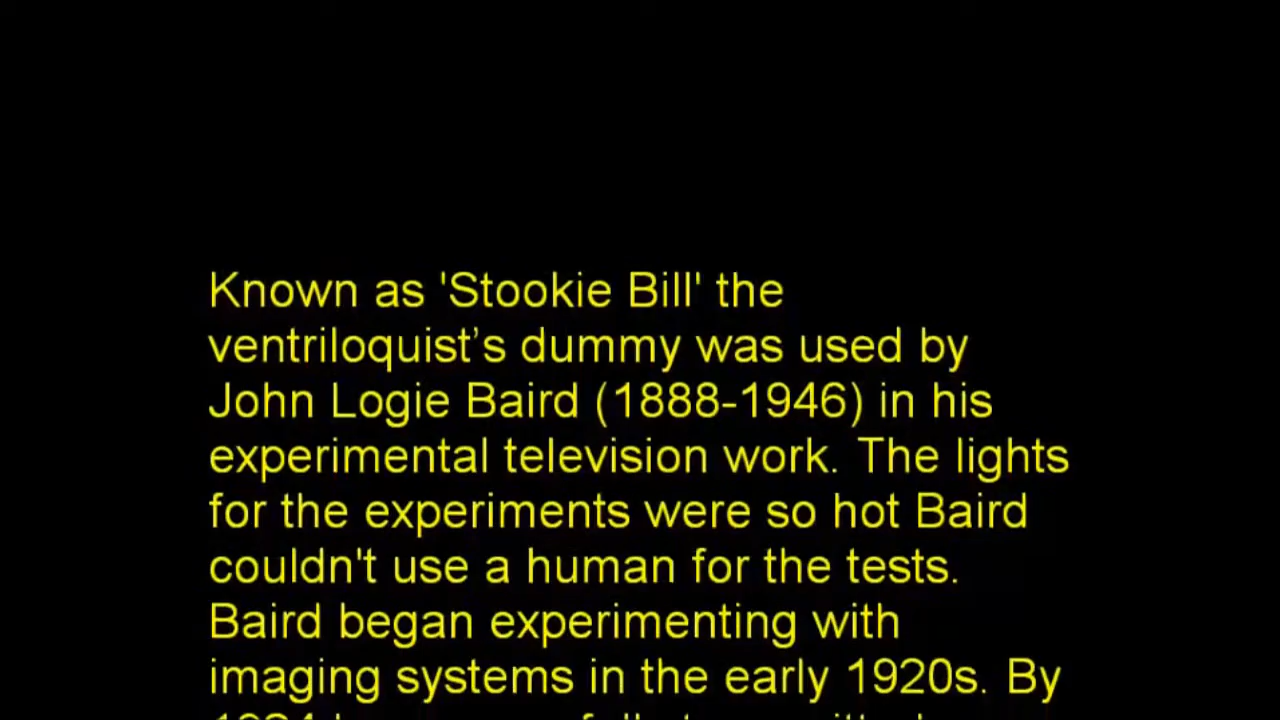 Known as 'Stookie Bill' the
ventriloquist’s dummy was used by
John Logie Baird (1888-1946) in his
experimental television work. The lights
for the experiments were so hot Baird
couldn't use a human for the tests.
Baird began experimenting with
imaging systems in the early 1920s. By